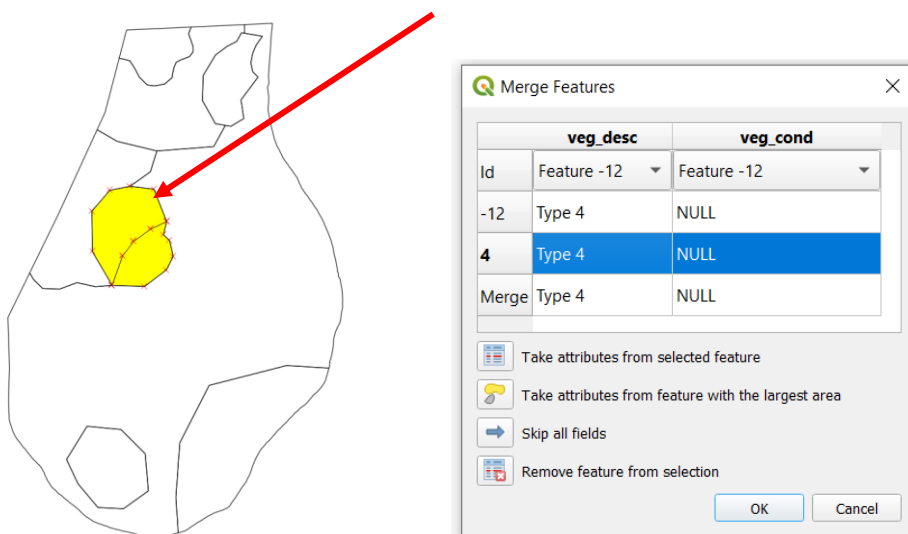 Merge Features
veg_desc veg_cond
Id Feature -12 Feature -12
-12 Type 4 NULL
4 Type 4 NULL
Merge Type 4 NULL
Take attributes from selected feature
Take attributes from feature with the largest area
Skip all fields
Remove feature from selection
OK Cancel